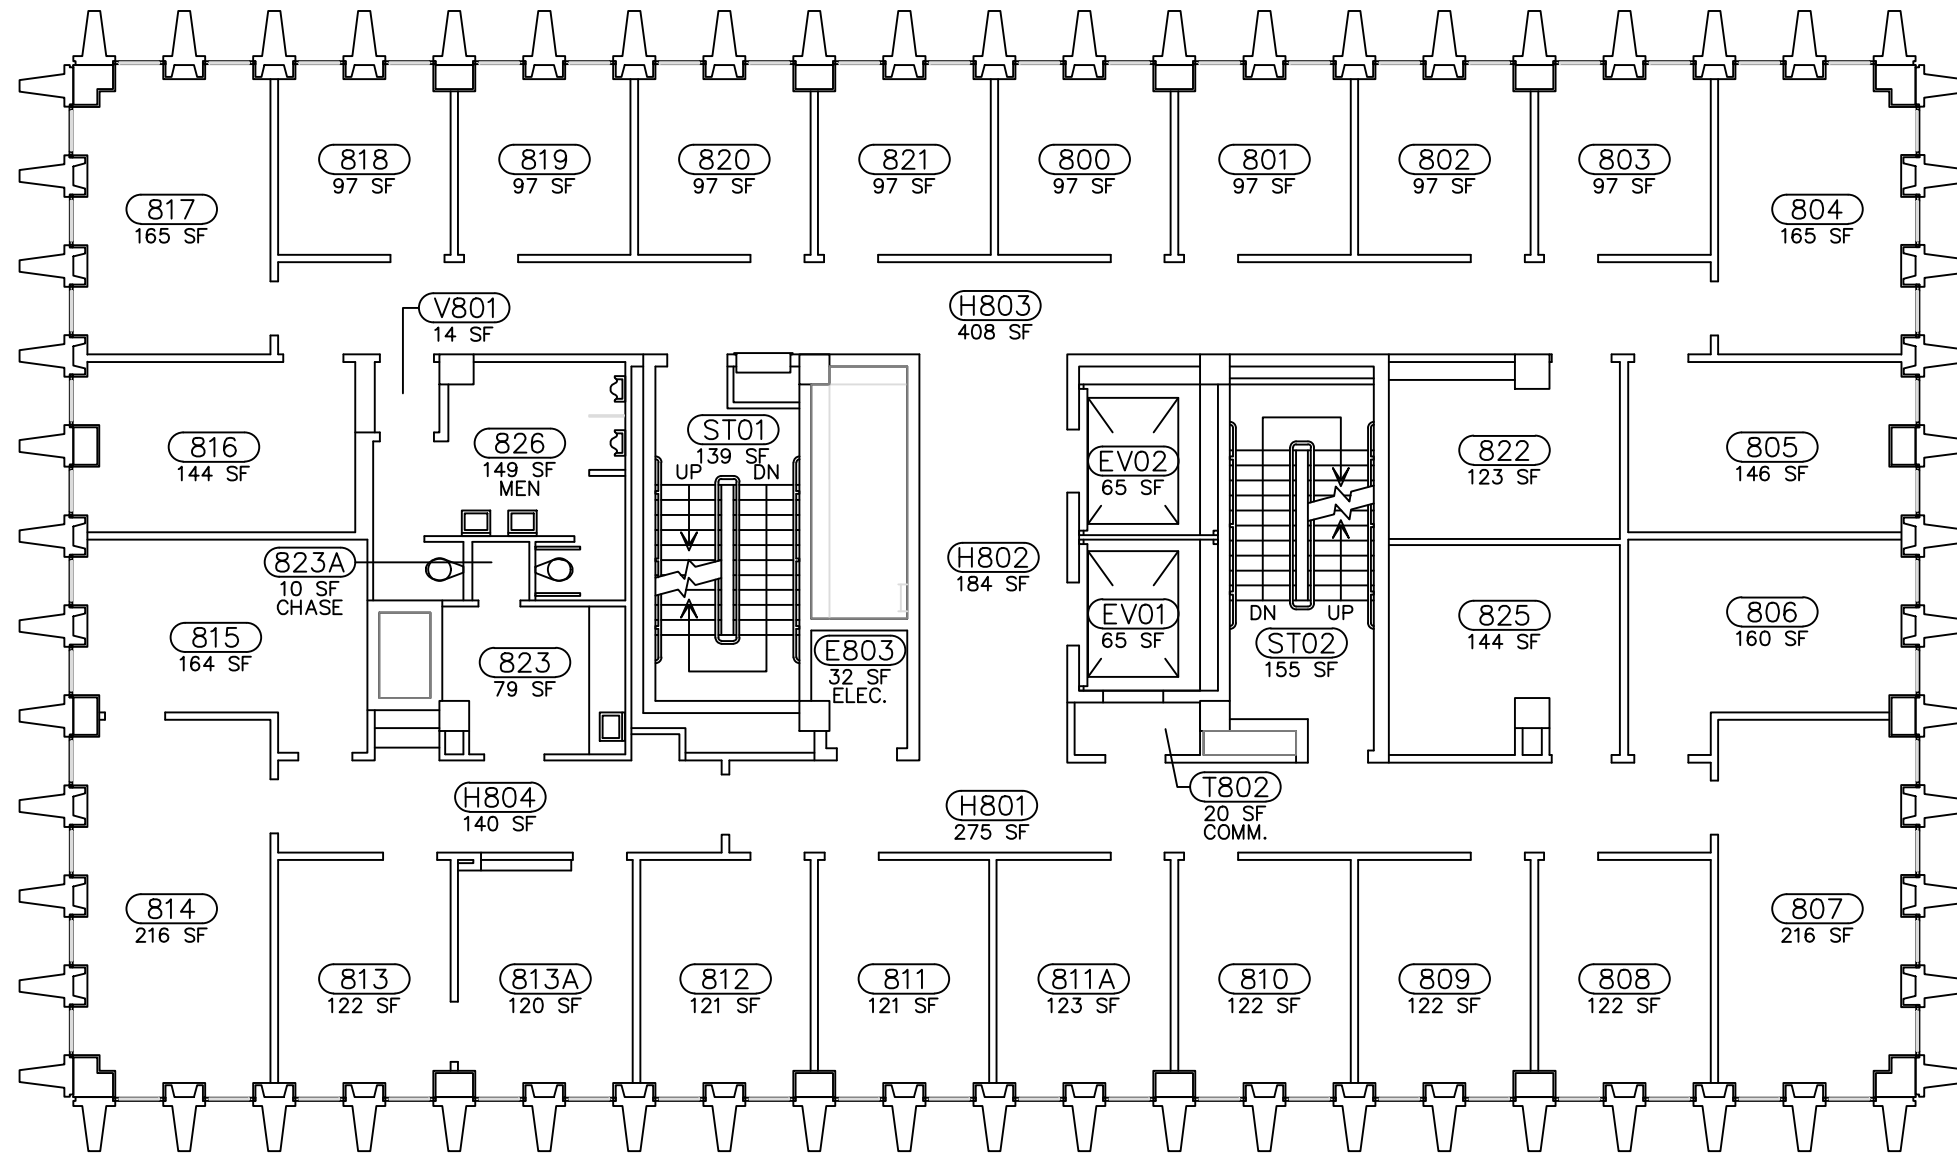 818
97 SF
819
97 SF
820
97 SF
821
97 SF
800
97 SF
801
97 SF
802
97 SF
803
97 SF
817
165 SF
804
165 SF
V801
14 SF
H803
408 SF
816
144 SF
826
149 SF
MEN
ST01
139 SF
UP DN
EV02
65 SF
822
123 SF
805
146 SF
823A
10 SF
CHASE
H802
184 SF
EV01
65 SF
DN UP
ST02
155 SF
825
144 SF
806
160 SF
815
164 SF
823
79 SF
E803
32 SF
ELEC.
H804
140 SF
H801
275 SF
T802
20 SF
COMM.
814
216 SF
807
216 SF
813
122 SF
813A
120 SF
812
121 SF
811
121 SF
811A
123 SF
810
122 SF
809
122 SF
808
122 SF